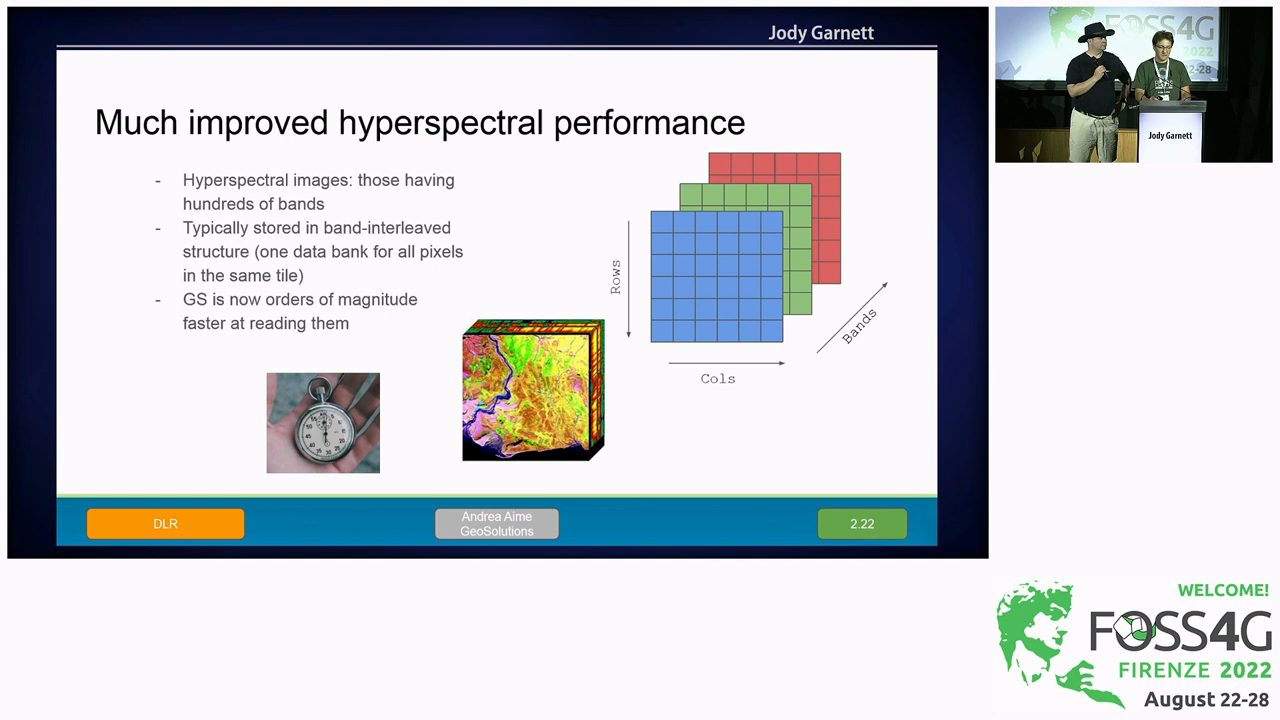 Jody Garnett
Much improved hyperspectral performance
- Hyperspectral images: those having
hundreds of bands
- Typically stored in band-interleaved
structure (one data bank for all pixels
in the same tile)
- GS is now orders of magnitude
faster at reading them
Rows
Cols
Bands
DLR
Andrea Aime
GeoSolutions
2.22
FOSS4G
2022
22-28
Jody Garnett
WELCOME!
FOSS4G
FIRENZE 2022
August 22-28